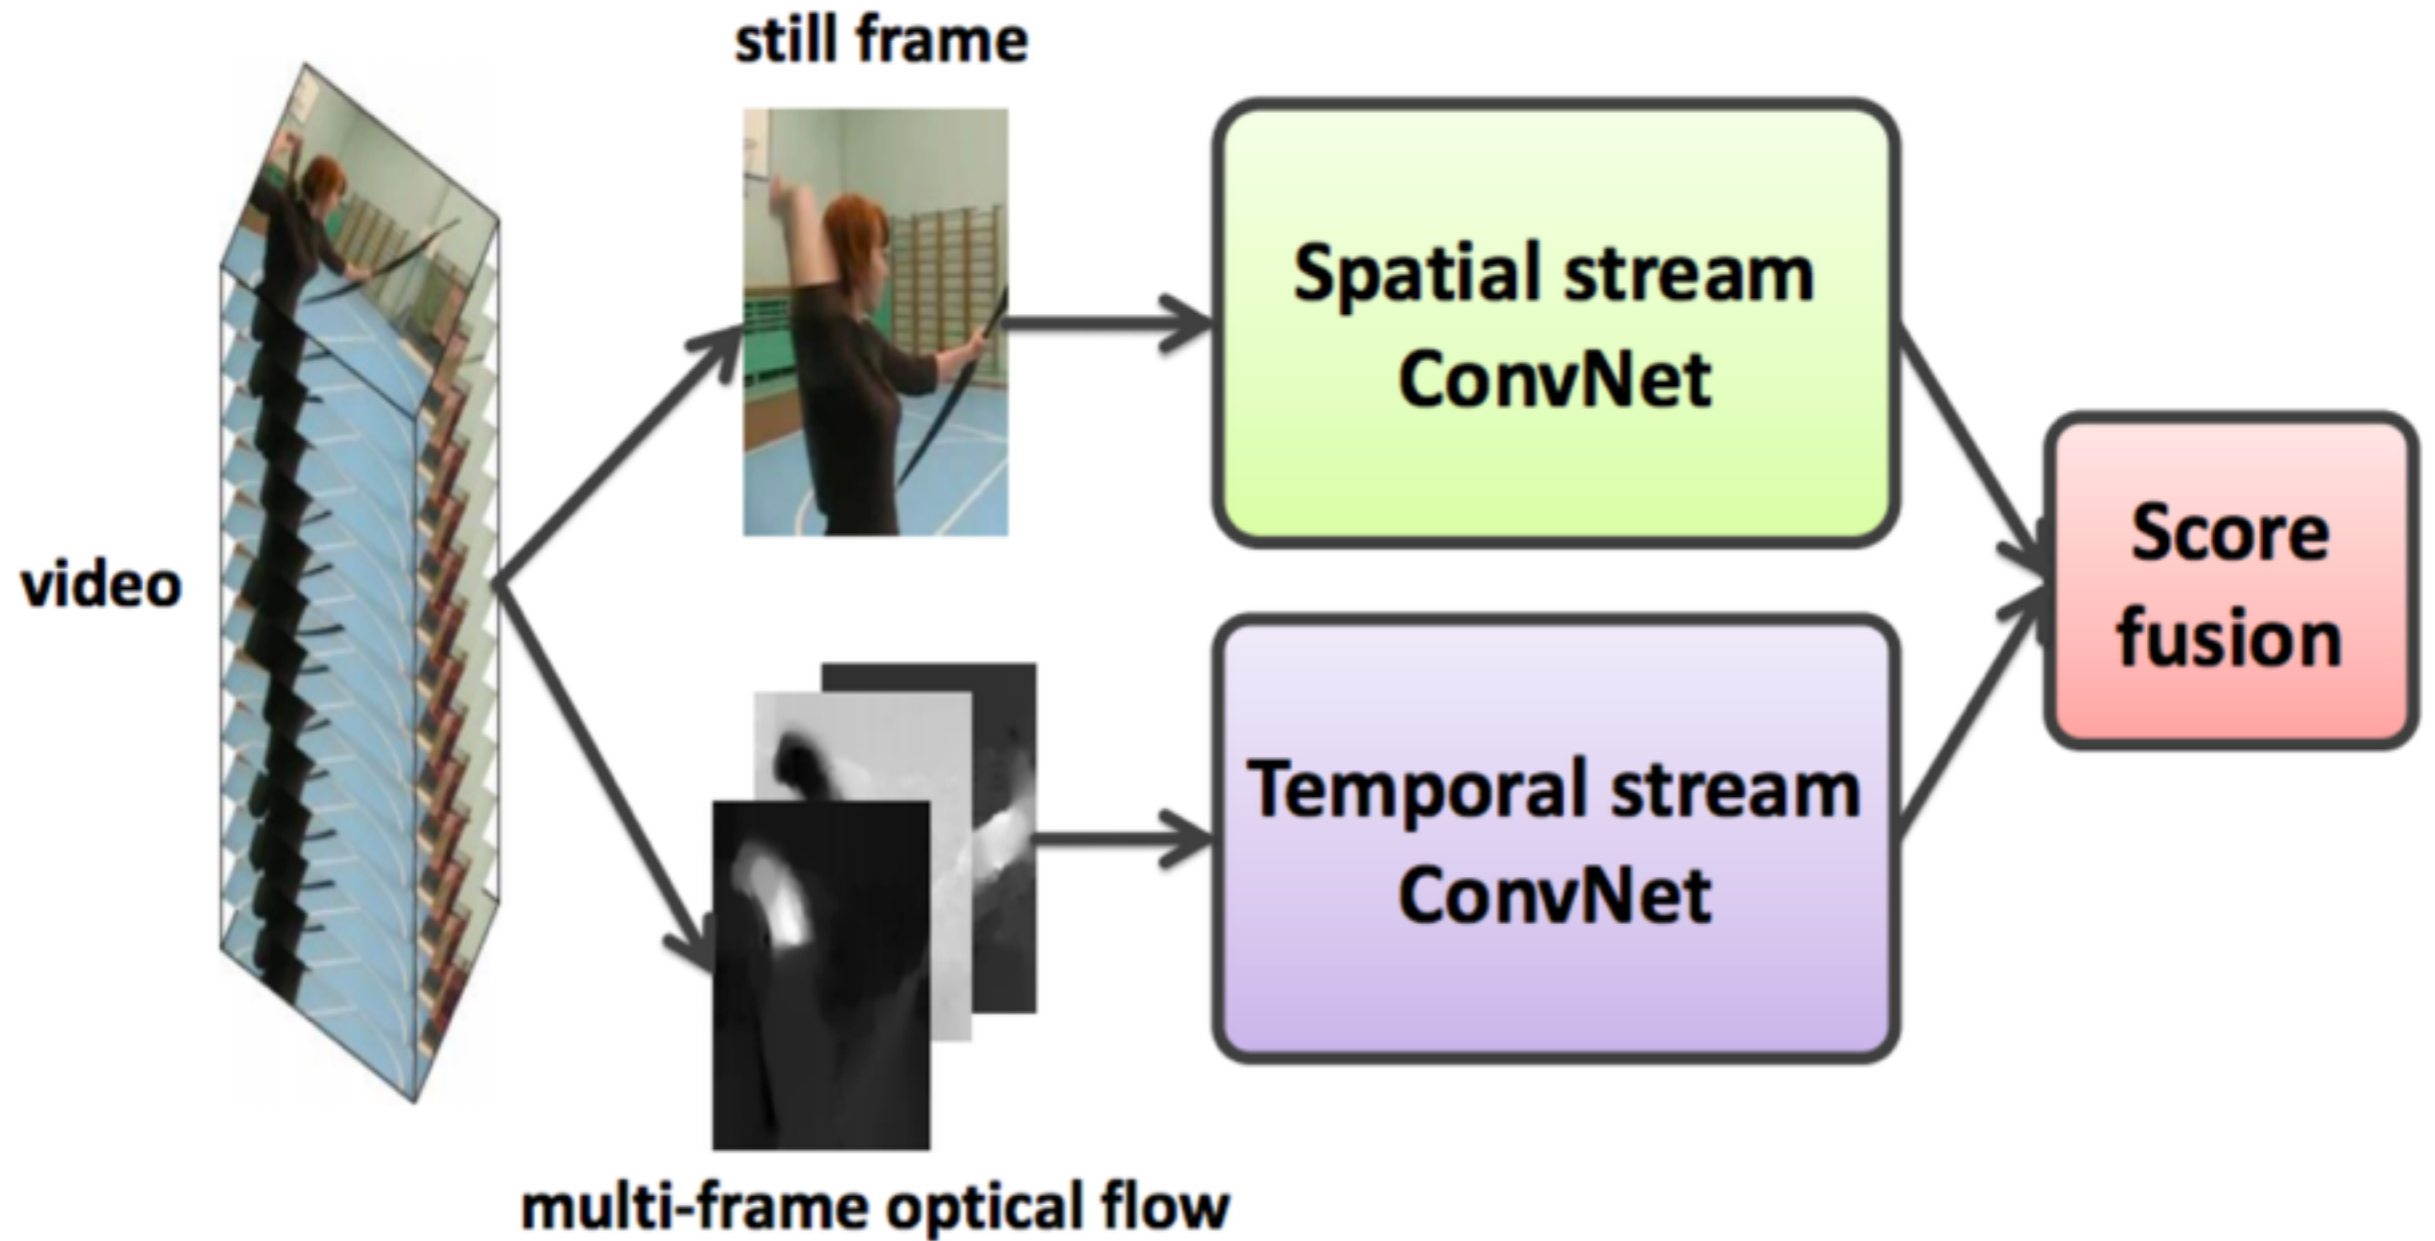 still frame
video
Spatial stream
ConvNet
Score
fusion
Temporal stream
ConvNet
multi-frame optical flow